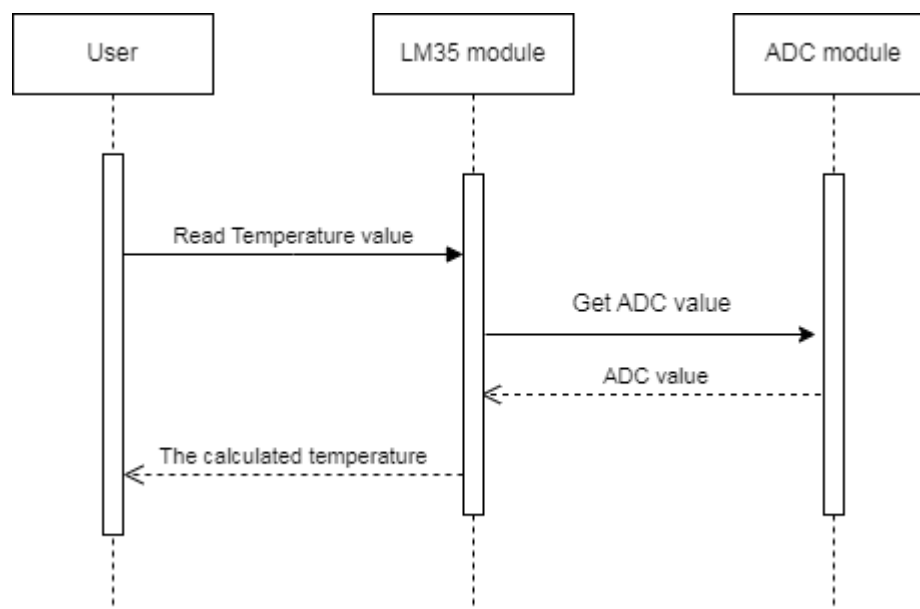 User
LM35 module
ADC module
Read Temperature value
Get ADC value
ADC value
The calculated temperature